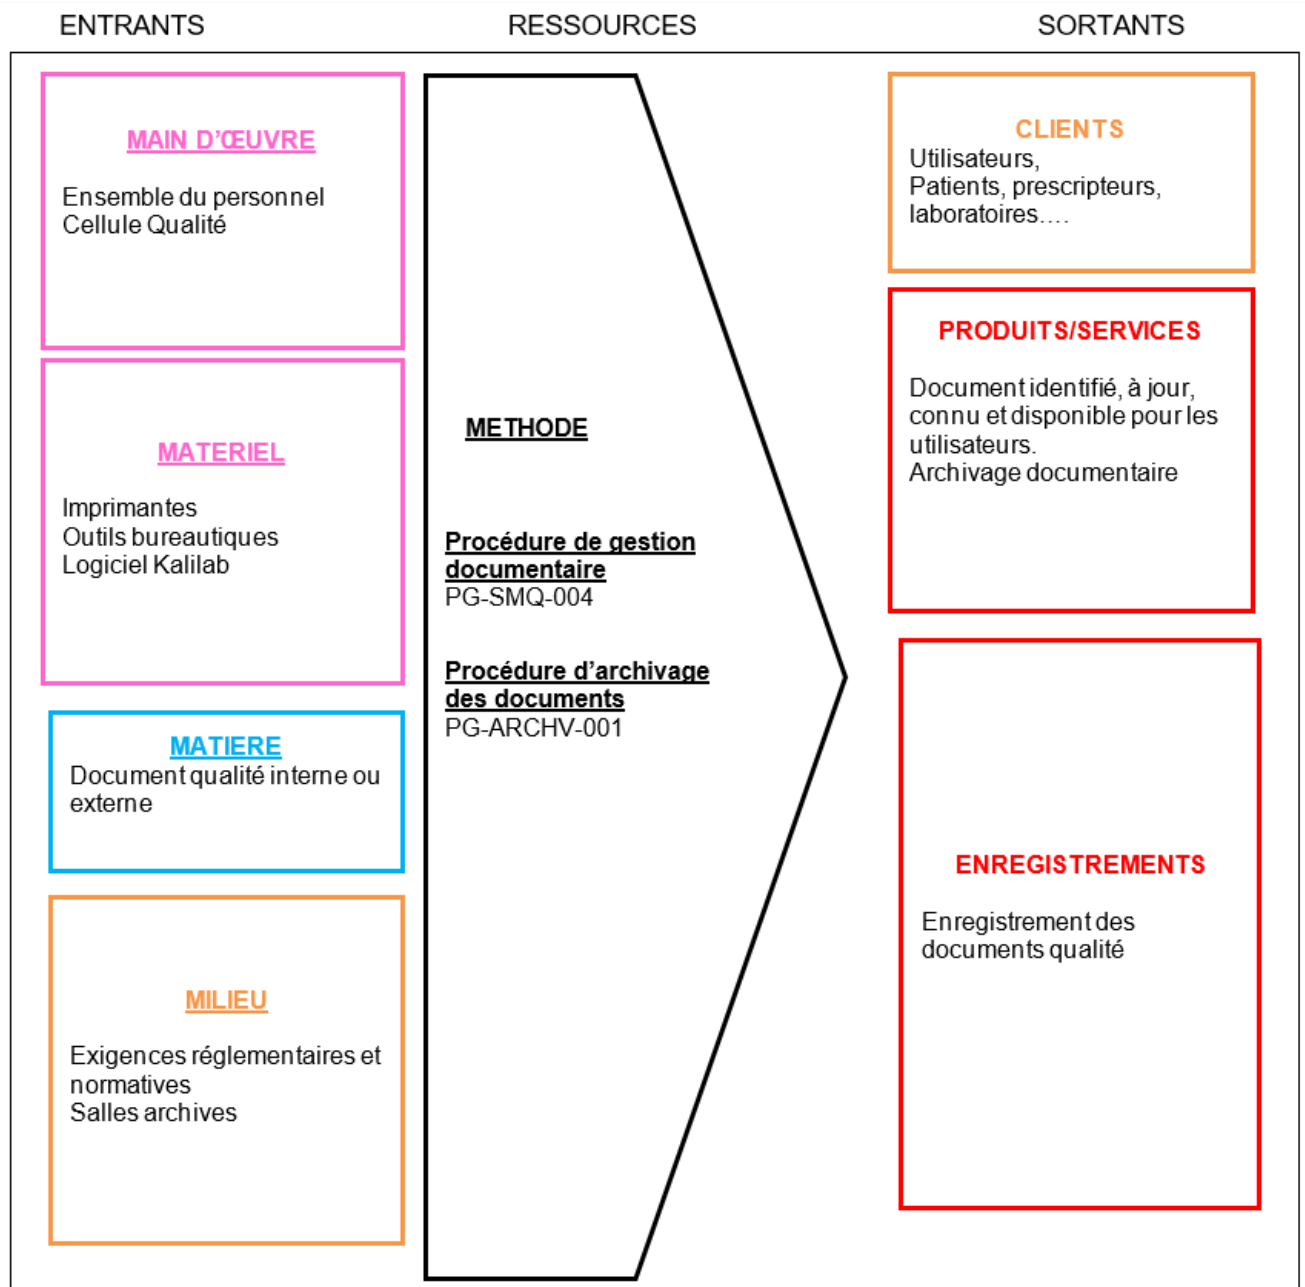 ENTRANTS
RESSOURCES
SORTANTS
MAIN D’ŒUVRE
Ensemble du personnel
Cellule Qualité
MATERIEL
Imprimantes
Outils bureautiques
Logiciel Kalilab
MATIERE
Document qualité interne ou
externe
MILIEU
Exigences réglementaires et
normatives
Salles archives
METHODE
Procédure de gestion
documentaire
PG-SMQ-004
Procédure d’archivage
des documents
PG-ARCHV-001
CLIENTS
Utilisateurs,
Patients, prescripteurs,
laboratoires….
PRODUITS/SERVICES
Document identifié, à jour,
connu et disponible pour les
utilisateurs.
Archivage documentaire
ENREGISTREMENTS
Enregistrement des
documents qualité